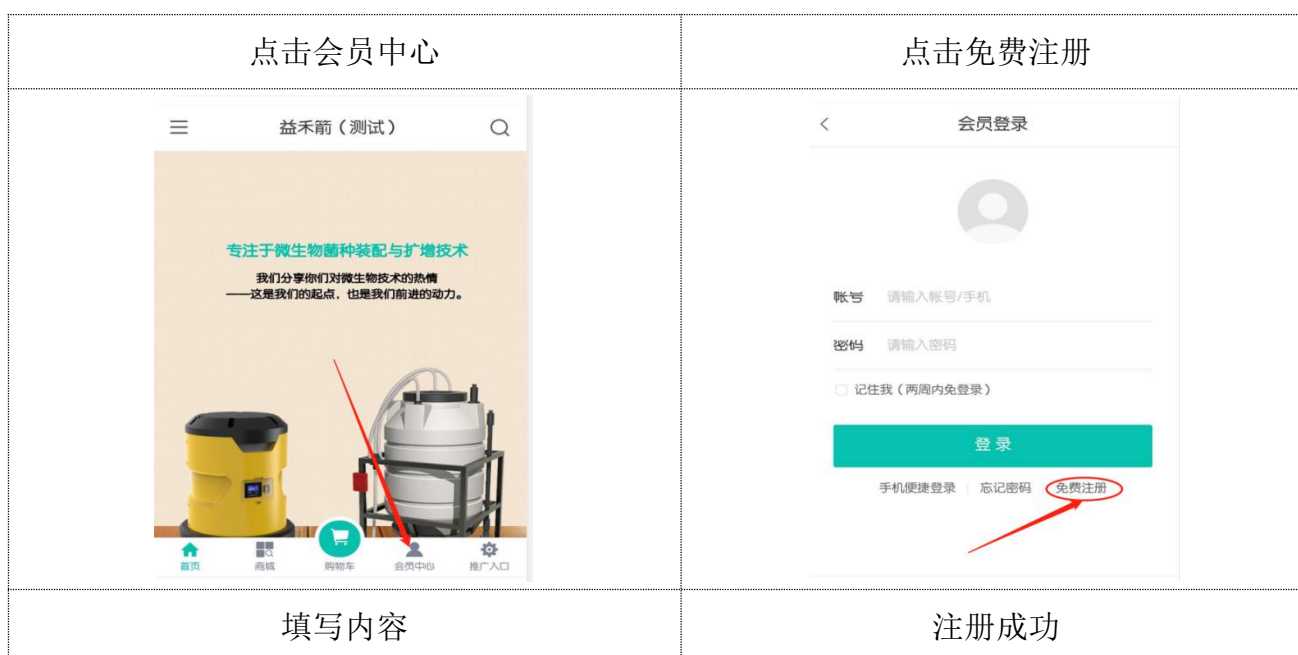 点击会员中心
点击免费注册
益禾箭（测试）
专注于微生物菌种装配与扩增技术
我们分享你们对微生物技术的热情
——这是我们的起点，也是我们前进的动力。
首页 商城 购物车 会员中心 推广入口
会员登录
帐号 请输入帐号/手机
密码 请输入密码
记住我（两周内免登录）
登 录
手机便捷登录 忘记密码 免费注册
填写内容
注册成功